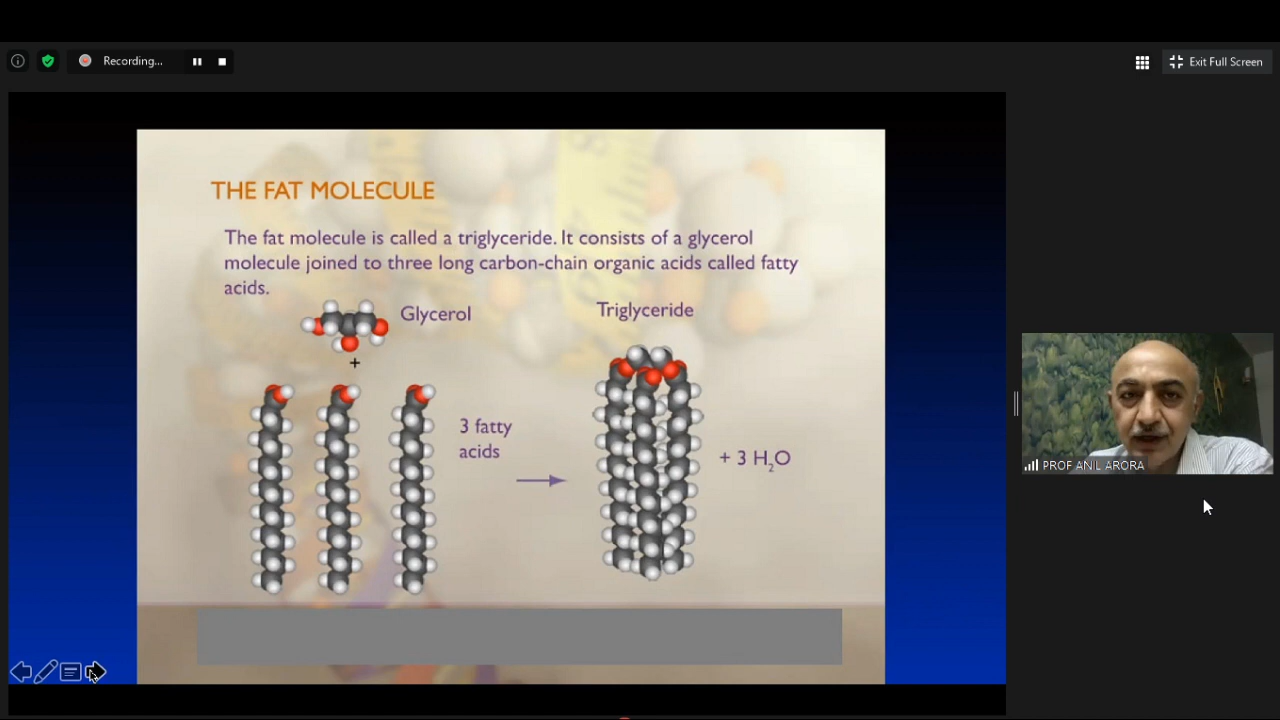 Recording...
Exit Full Screen
THE FAT MOLECULE
The fat molecule is called a triglyceride. It consists of a glycerol
molecule joined to three long carbon-chain organic acids called fatty
acids.
Glycerol
Triglyceride
+
3 fatty
acids
+ 3 H₂O
PROF ANIL ARORA